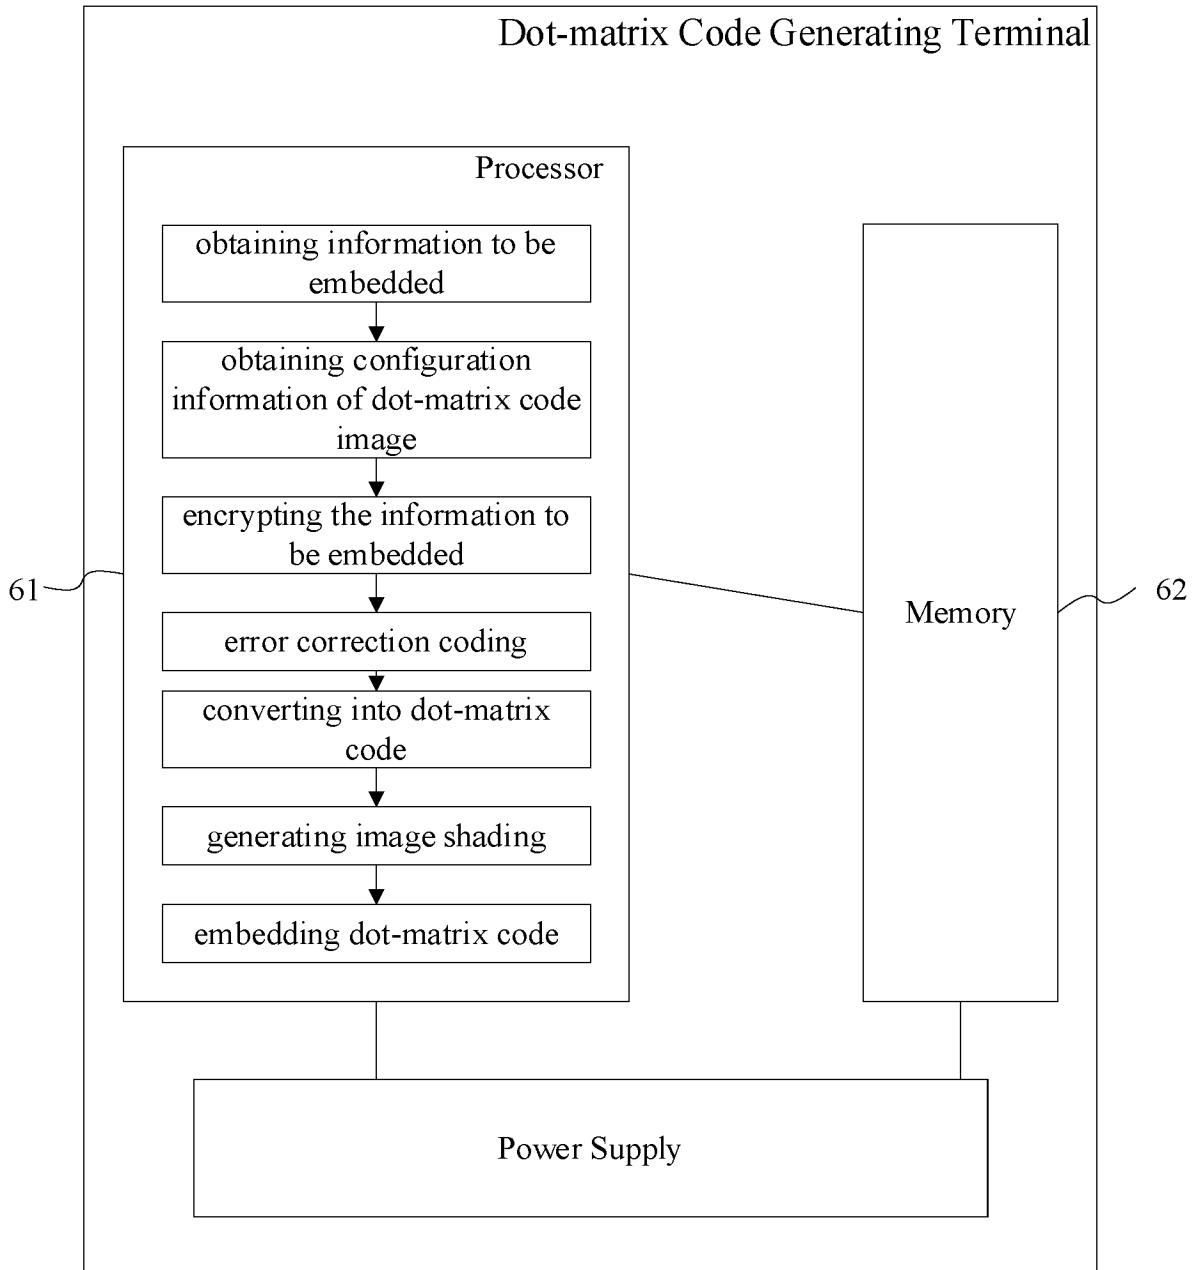 Dot-matrix Code Generating Terminal
Processor
obtaining information to be
embedded
obtaining configuration
information of dot-matrix code
image
encrypting the information to
be embedded
error correction coding
converting into dot-matrix
code
generating image shading
embedding dot-matrix code
61
Memory
62
Power Supply